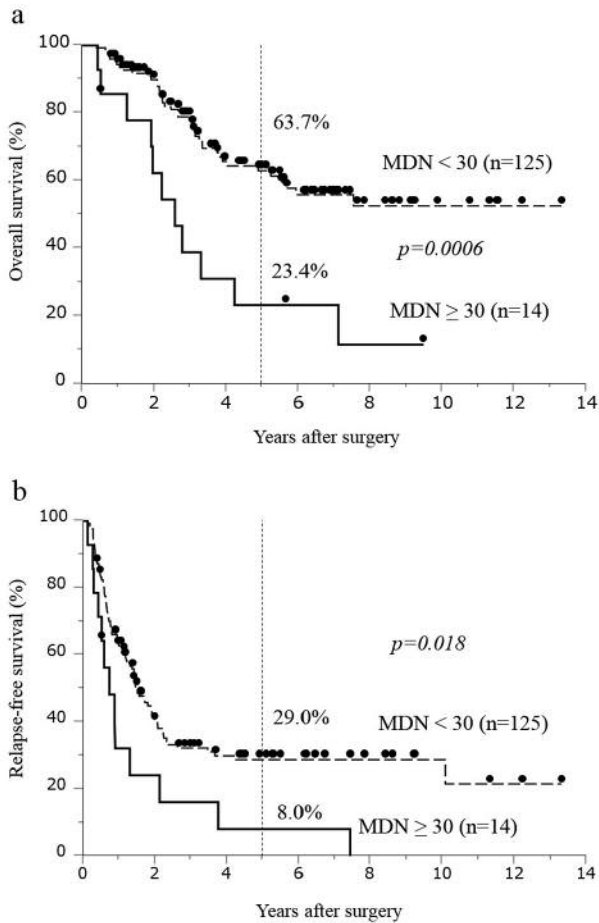 a
100
80
60
40
20
0
Overall survival (%)
63.7%
MDN < 30 (n=125)
p=0.0006
23.4%
MDN ≥ 30 (n=14)
0 2 4 6 8 10 12 14
Years after surgery
b
100
80
60
40
20
0
Relapse-free survival (%)
p=0.018
29.0%
MDN < 30 (n=125)
8.0%
MDN ≥ 30 (n=14)
0 2 4 6 8 10 12 14
Years after surgery